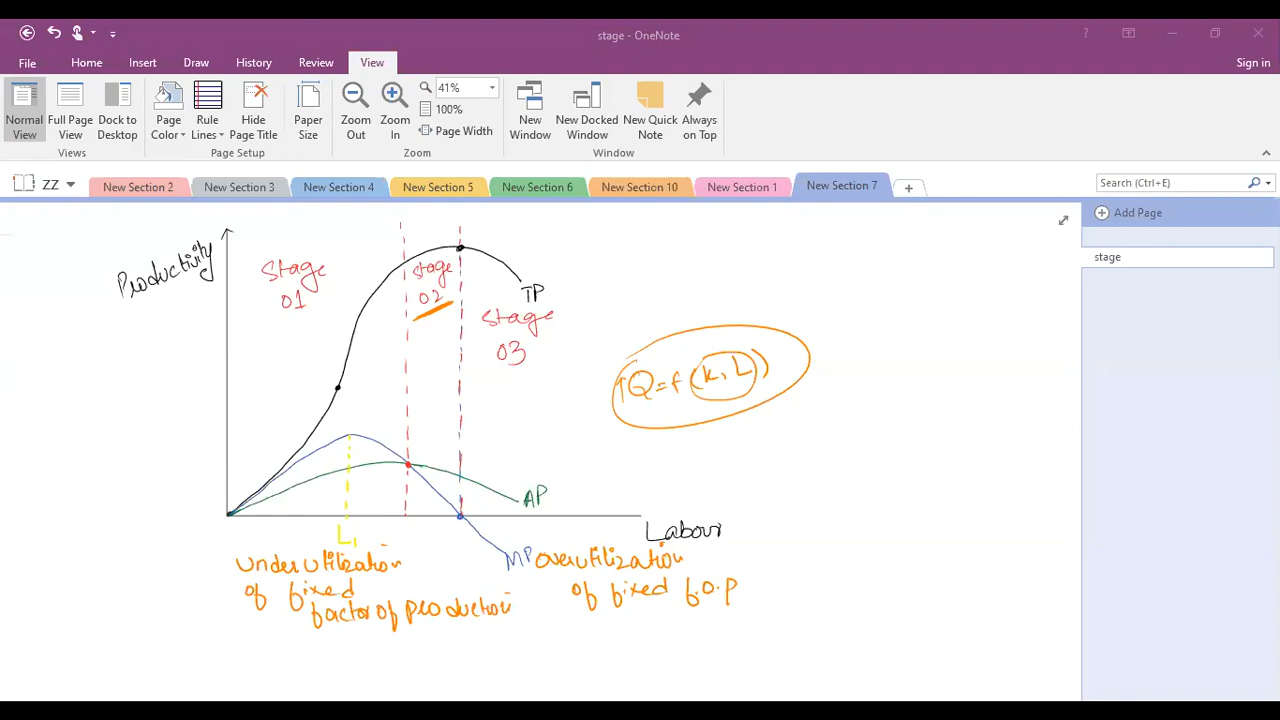 stage - OneNote
?
File
Home
Insert
Draw
History
Review
View
Sign in
Normal View
Full Page View
Dock to Desktop
Page Color
Rule Lines
Hide Page Title
Paper Size
Zoom Out
Zoom In
41%
100%
Page Width
New Window
New Docked Window
New Quick Note
Always on Top
Views
Page Setup
Zoom
Window
ZZ
New Section 2
New Section 3
New Section 4
New Section 5
New Section 6
New Section 10
New Section 1
New Section 7
Search (Ctrl+E)
Add Page
stage
Productivity
Stage
01
Stage
02
TP
Stage
03
↑Q=f(K,L)
AP
Labour
L1
MP
Under utilization
of fixed
factor of production
overutilization
of fixed f.o.p